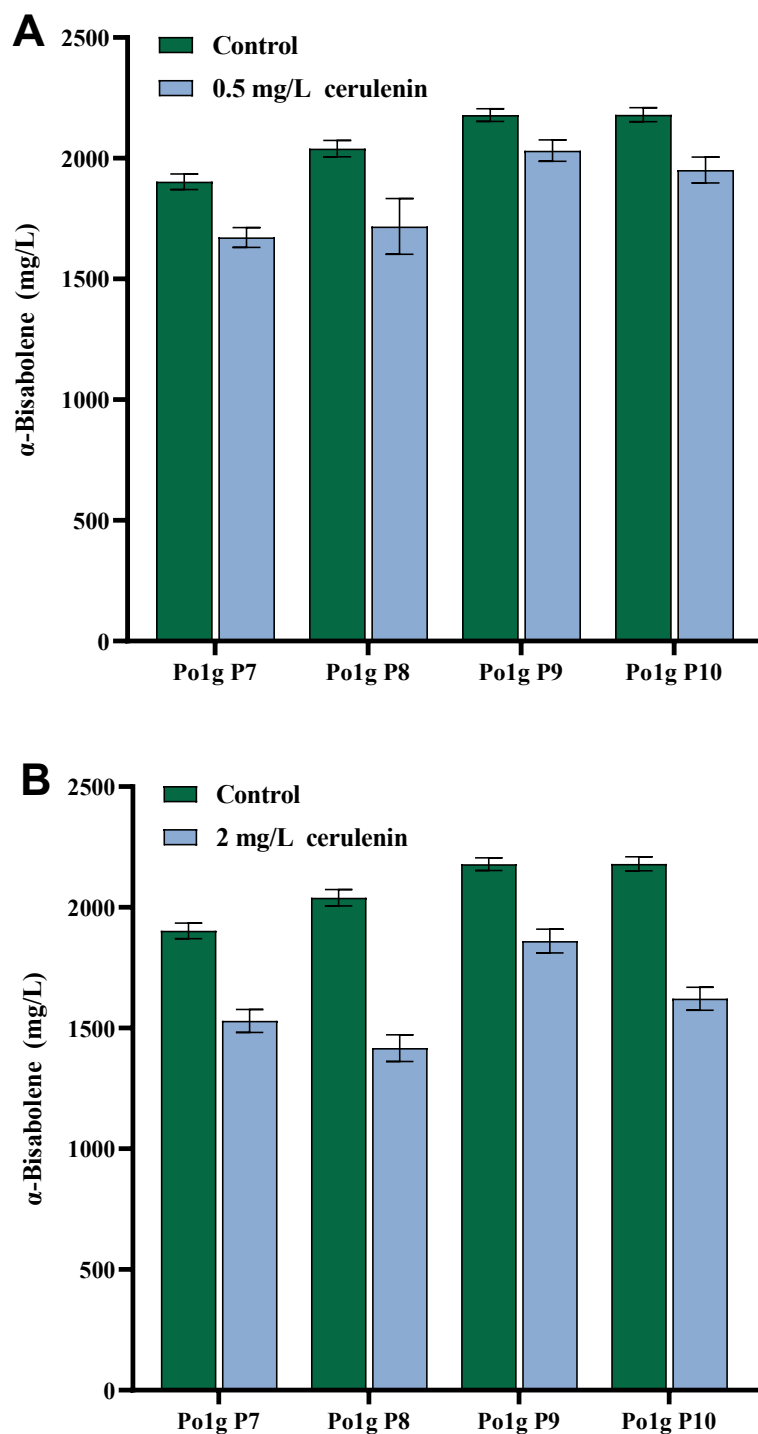 A
2500
2000
1500
1000
500
0
α-Bisabolene (mg/L)
Control
0.5 mg/L cerulenin
Po1g P7 Po1g P8 Po1g P9 Po1g P10
B
2500
2000
1500
1000
500
0
α-Bisabolene (mg/L)
Control
2 mg/L cerulenin
Po1g P7 Po1g P8 Po1g P9 Po1g P10